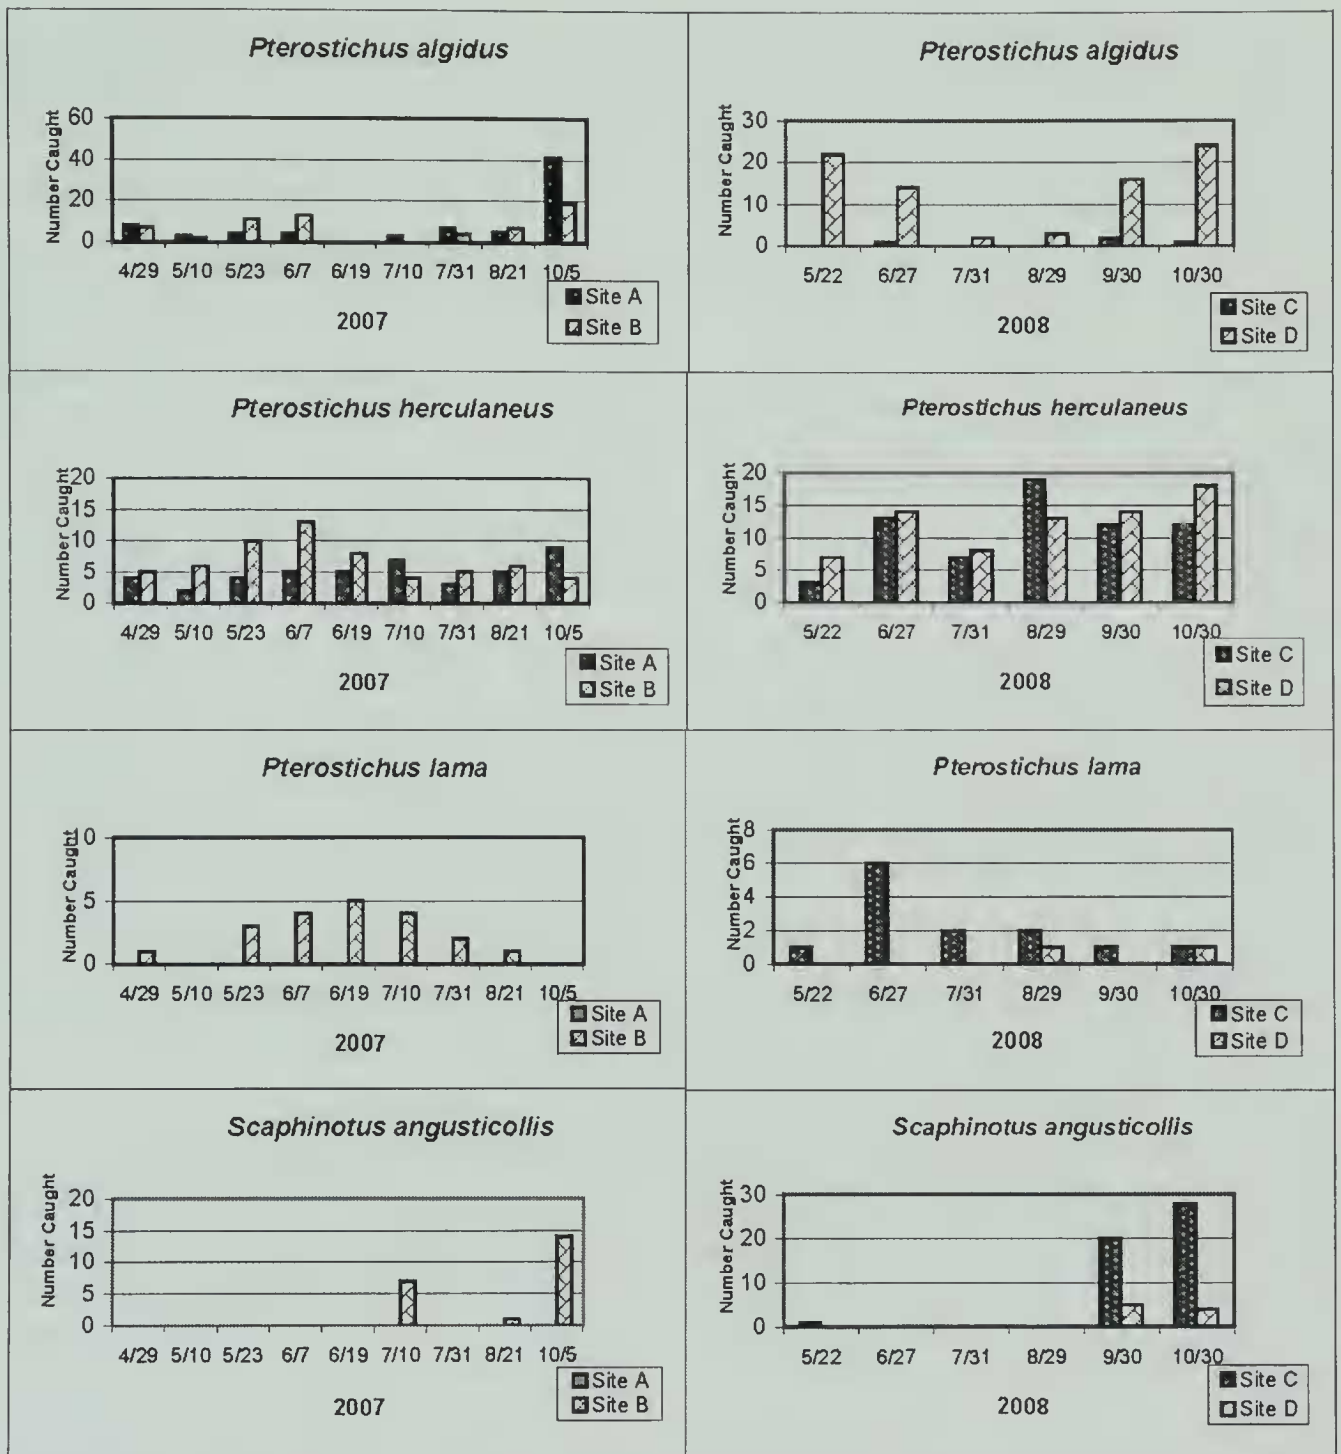 Pterostichus algidus
Number Caught
60
40
20
0
4/29 5/10 5/23 6/7 6/19 7/10 7/31 8/21 10/5
2007
Site A
Site B
Pterostichus algidus
Number Caught
30
20
10
0
5/22 6/27 7/31 8/29 9/30 10/30
2008
Site C
Site D
Pterostichus herculaneus
Number Caught
20
15
10
5
0
4/29 5/10 5/23 6/7 6/19 7/10 7/31 8/21 10/5
2007
Site A
Site B
Pterostichus herculaneus
Number Caught
20
15
10
5
0
5/22 6/27 7/31 8/29 9/30 10/30
2008
Site C
Site D
Pterostichus lama
Number Caught
10
5
0
4/29 5/10 5/23 6/7 6/19 7/10 7/31 8/21 10/5
2007
Site A
Site B
Pterostichus lama
Number Caught
8
6
4
2
0
5/22 6/27 7/31 8/29 9/30 10/30
2008
Site C
Site D
Scaphinotus angusticollis
Number Caught
20
15
10
5
0
4/29 5/10 5/23 6/7 6/19 7/10 7/31 8/21 10/5
2007
Site A
Site B
Scaphinotus angusticollis
Number Caught
30
20
10
0
5/22 6/27 7/31 8/29 9/30 10/30
2008
Site C
Site D